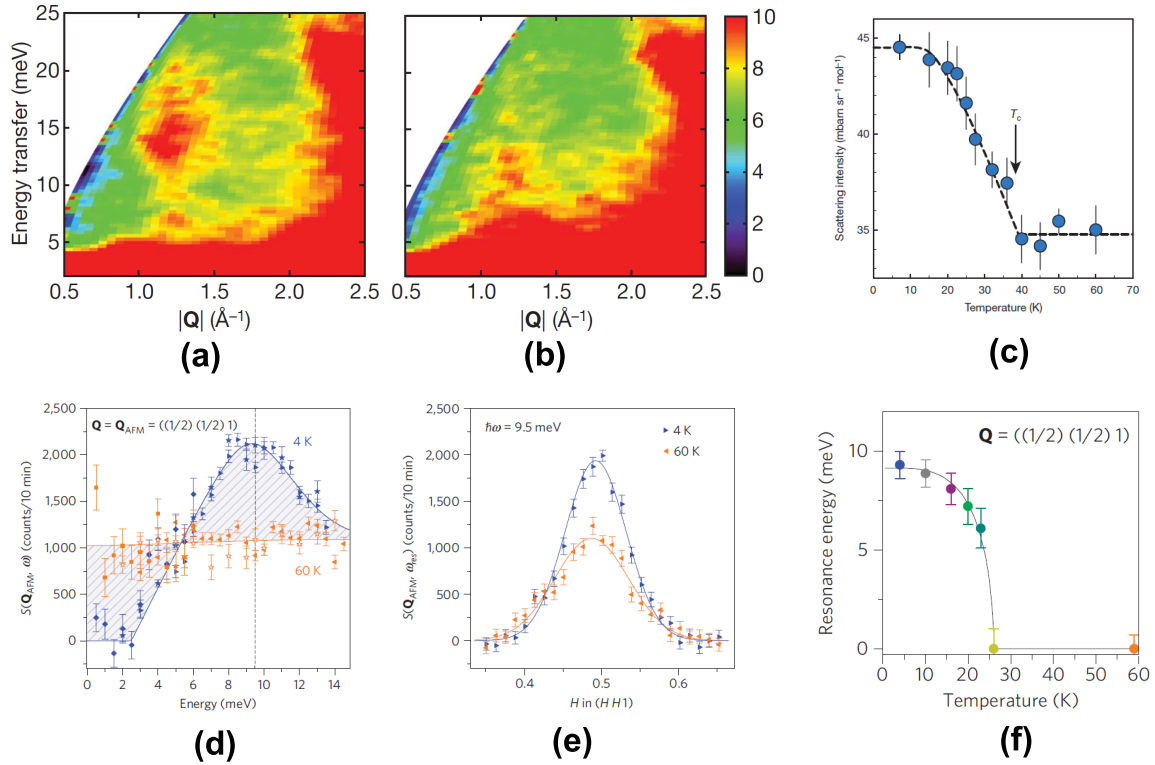 25
20
15
10
5
Energy transfer (meV)
0.5 1.0 1.5 2.0 2.5
|Q| (Å⁻¹)
(a)
0.5 1.0 1.5 2.0 2.5
|Q| (Å⁻¹)
(b)
10
8
6
4
2
0
45
40
35
Scattering intensity (mbarn sr⁻¹ mol⁻¹)
Tc
0 10 20 30 40 50 60 70
Temperature (K)
(c)
2,500
2,000
1,500
1,000
500
0
S(QAFM, ω) (counts/10 min)
Q = QAFM = ((1/2) (1/2) 1)
4 K
60 K
0 2 4 6 8 10 12 14
Energy (meV)
(d)
2,500
2,000
1,500
1,000
500
0
S(QAFM, ωres) (counts/10 min)
ħω = 9.5 meV
4 K
60 K
0.4 0.5 0.6
H in (H H 1)
(e)
10
5
0
Resonance energy (meV)
Q = ((1/2) (1/2) 1)
0 10 20 30 40 50 60
Temperature (K)
(f)